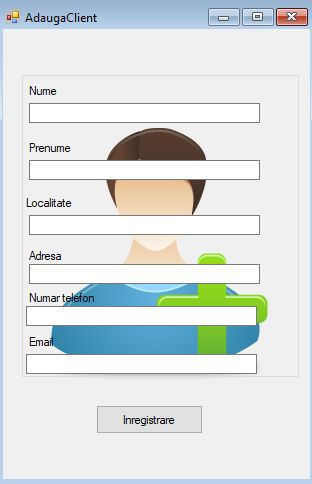 AdaugaClient
Nume
Prenume
Localitate
Adresa
Numar telefon
Email
Inregistrare